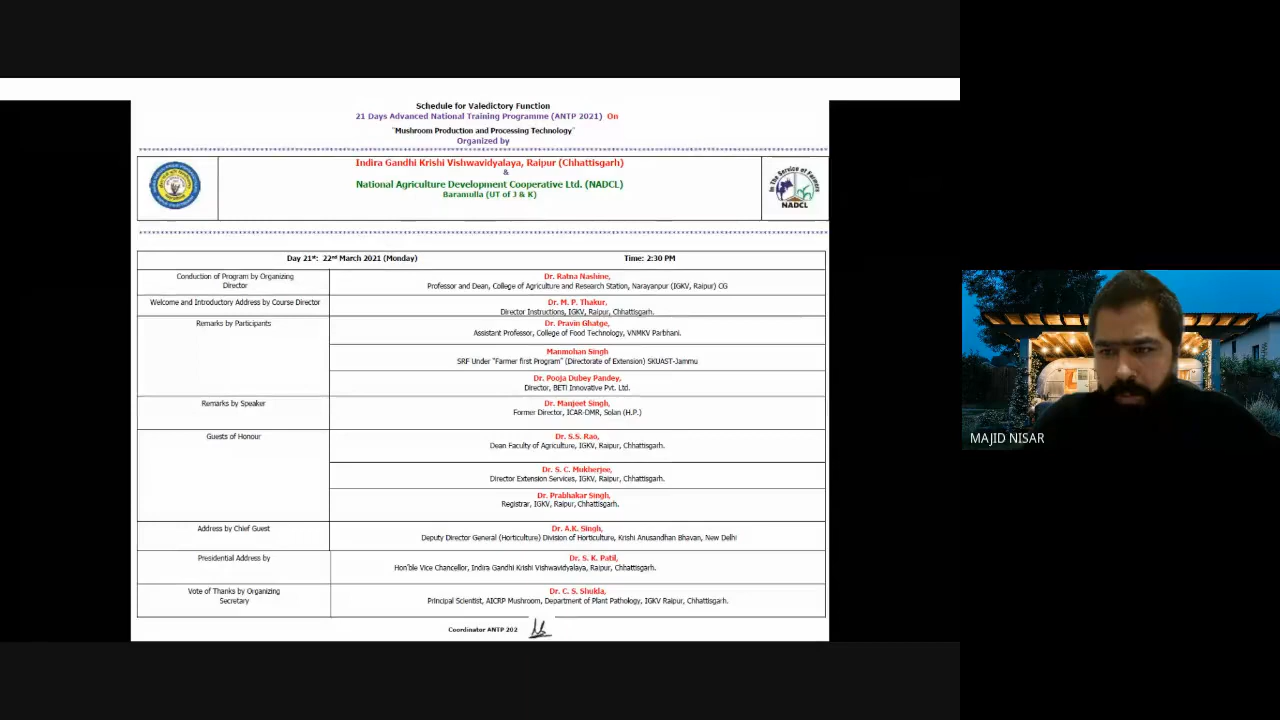 Schedule for Valedictory Function
21 Days Advanced National Training Programme (ANTP 2021) On
"Mushroom Production and Processing Technology"
Organized by
Indira Gandhi Krishi Vishwavidyalaya, Raipur (Chhattisgarh)
&
National Agriculture Development Cooperative Ltd. (NADCL)
Baramulla (UT of J & K)
In The Service of Farmers
NADCL
Day 21st: 22nd March 2021 (Monday) Time: 2:30 PM
Conduction of Program by Organizing
Director
Dr. Ratna Nashine,
Professor and Dean, College of Agriculture and Research Station, Narayanpur (IGKV, Raipur) CG
Welcome and Introductory Address by Course Director
Dr. M. P. Thakur,
Director Instructions, IGKV, Raipur, Chhattisgarh.
Remarks by Participants
Dr. Pravin Ghatge,
Assistant Professor, College of Food Technology, VNMKV Parbhani.
Manmohan Singh
SRF Under "Farmer first Program" (Directorate of Extension) SKUAST-Jammu
Dr. Pooja Dubey Pandey,
Director, BETi Innovative Pvt. Ltd.
Remarks by Speaker
Dr. Manjeet Singh,
Former Director, ICAR-DMR, Solan (H.P.)
Guests of Honour
Dr. S.S. Rao,
Dean Faculty of Agriculture, IGKV, Raipur, Chhattisgarh.
Dr. S. C. Mukherjee,
Director Extension Services, IGKV, Raipur, Chhattisgarh.
Dr. Prabhakar Singh,
Registrar, IGKV, Raipur, Chhattisgarh.
Address by Chief Guest
Dr. A.K. Singh,
Deputy Director General (Horticulture) Division of Horticulture, Krishi Anusandhan Bhavan, New Delhi
Presidential Address by
Dr. S. K. Patil,
Hon'ble Vice Chancellor, Indira Gandhi Krishi Vishwavidyalaya, Raipur, Chhattisgarh.
Vote of Thanks by Organizing
Secretary
Dr. C. S. Shukla,
Principal Scientist, AICRP Mushroom, Department of Plant Pathology, IGKV Raipur, Chhattisgarh.
Coordinator ANTP 202
MAJID NISAR